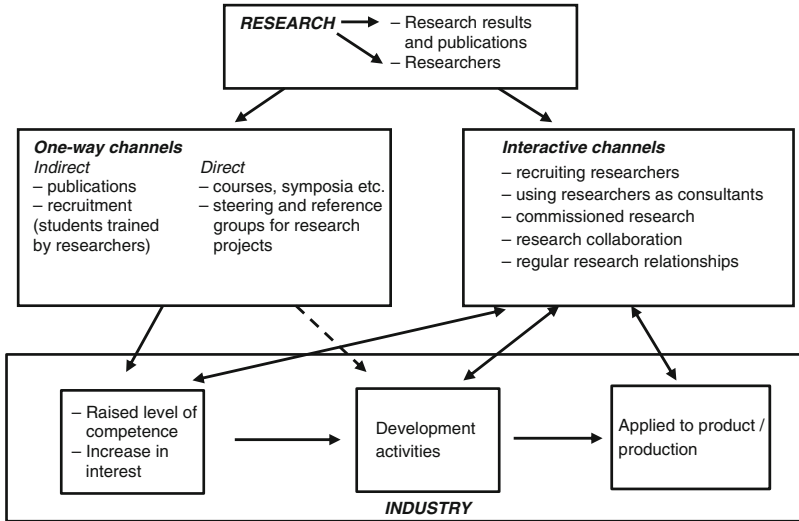 RESEARCH
– Research results
and publications
– Researchers
One-way channels
Indirect
– publications
– recruitment
(students trained
by researchers)
Direct
– courses, symposia etc.
– steering and reference
groups for research
projects
Interactive channels
– recruiting researchers
– using researchers as consultants
– commissioned research
– research collaboration
– regular research relationships
– Raised level of
competence
– Increase in
interest
Development
activities
Applied to product /
production
INDUSTRY